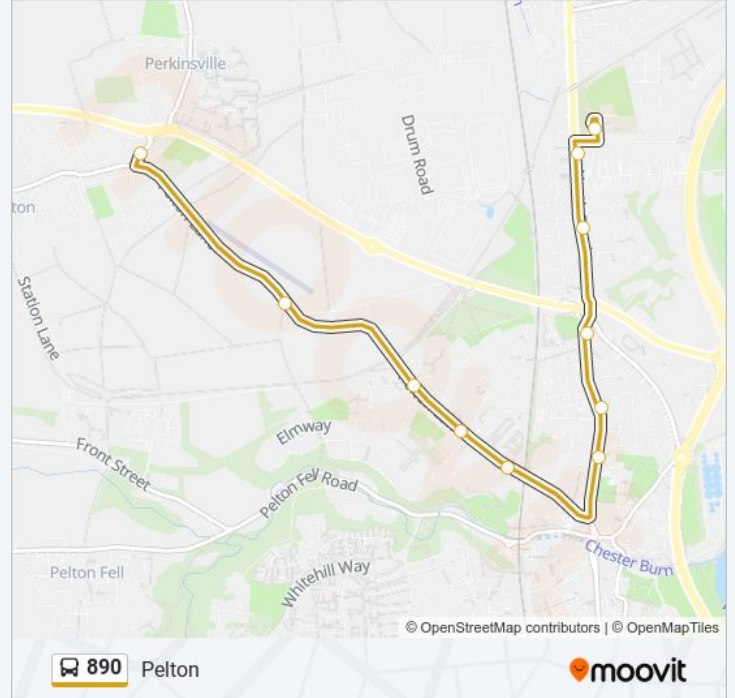 Perkinsville
Drum Road
ton
Station Lane
Elmway
Front Street
Pelton Fell Road
Pelton Fell
Whitehill Way
Chester Burn
© OpenStreetMap contributors | © OpenMapTiles
890 Pelton
moovit